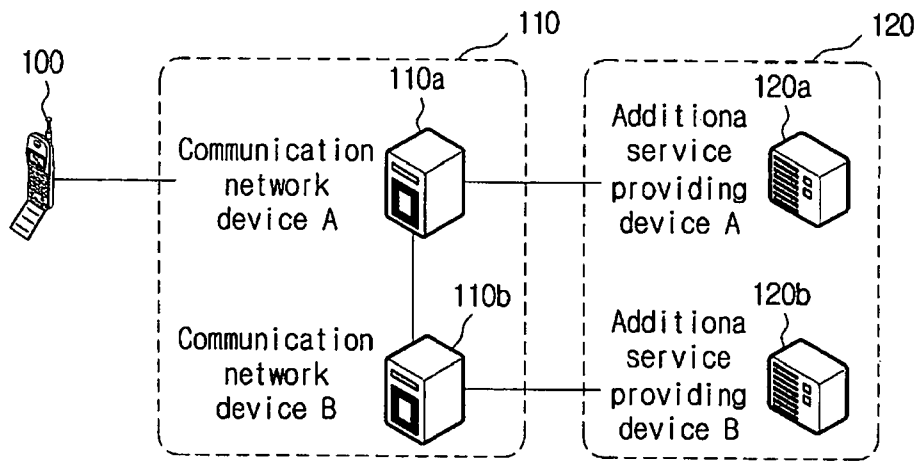 110
120
100
110a
120a
Communication
network
device A
Additiona
service
providing
device A
110b
120b
Communication
network
device B
Additiona
service
providing
device B